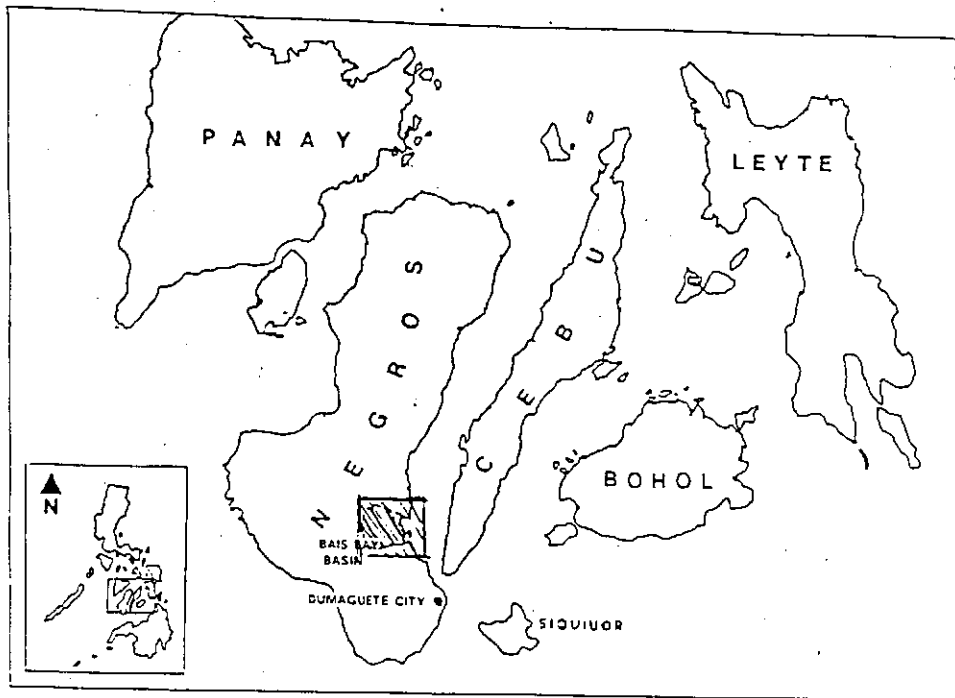 PANAY
LEYTE
CEBU
NEGROS
BOHOL
N
BAIS BAY
BASIN
DUMAGUETE CITY
SIQUIJOR